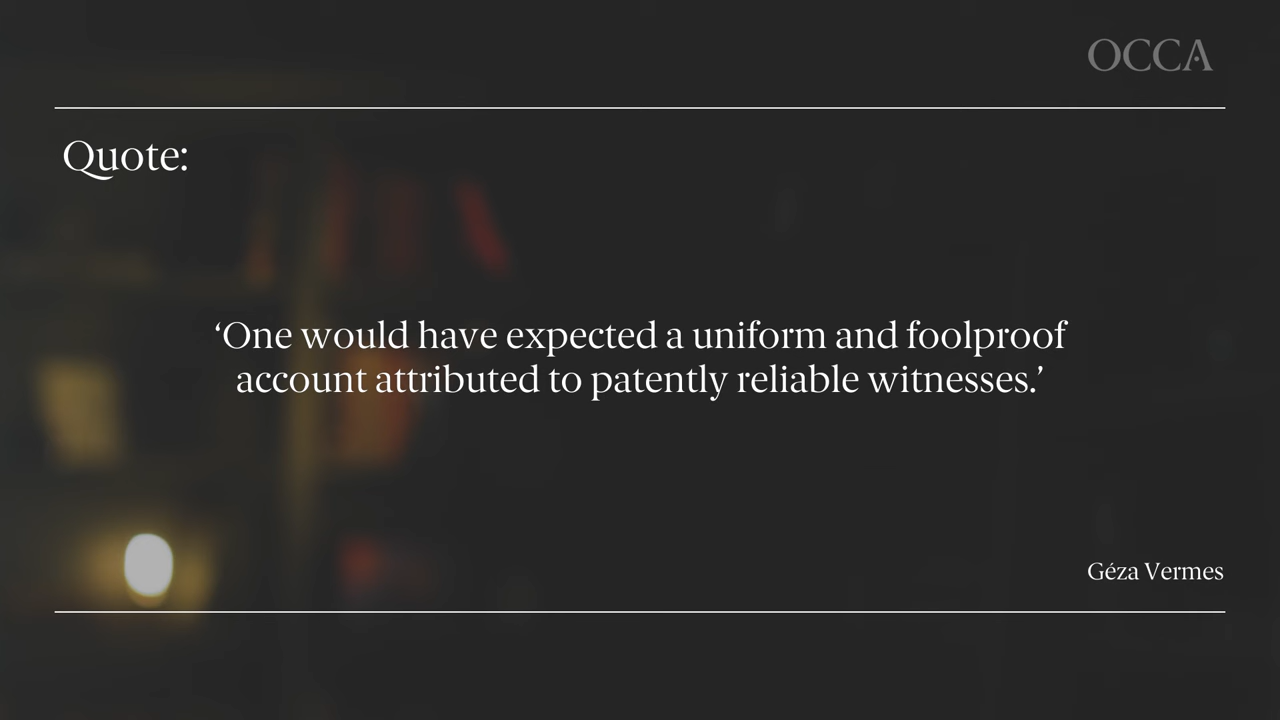 OCCA
Quote:
‘One would have expected a uniform and foolproof
account attributed to patently reliable witnesses.’
Géza Vermes